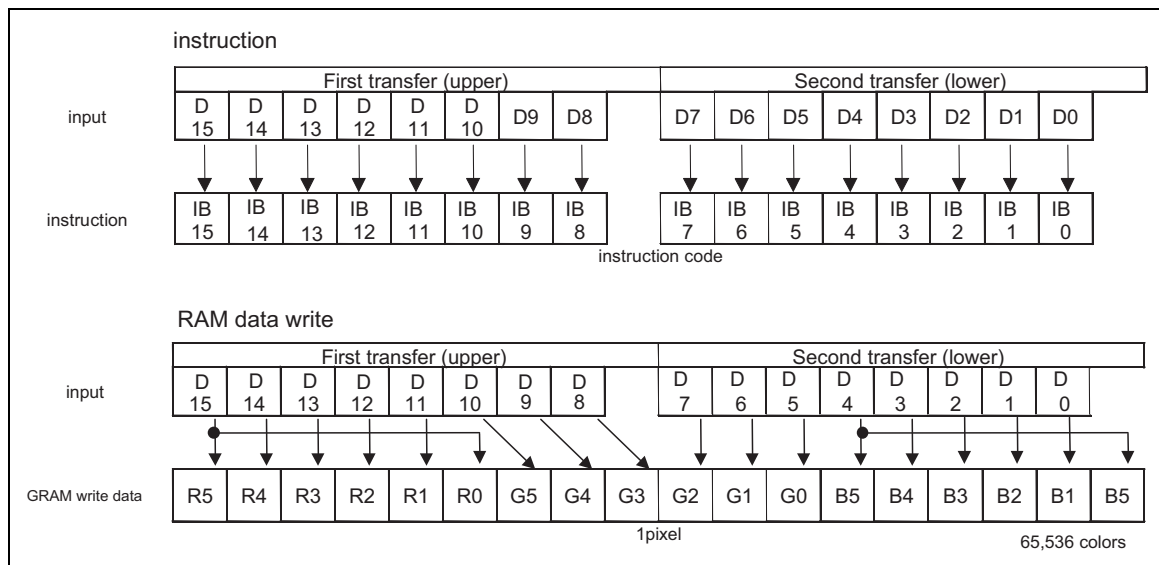 instruction
First transfer (upper) Second transfer (lower)
input D 15 D 14 D 13 D 12 D 11 D 10 D9 D8 D7 D6 D5 D4 D3 D2 D1 D0
instruction IB 15 IB 14 IB 13 IB 12 IB 11 IB 10 IB 9 IB 8 IB 7 IB 6 IB 5 IB 4 IB 3 IB 2 IB 1 IB 0
instruction code
RAM data write
First transfer (upper) Second transfer (lower)
input D 15 D 14 D 13 D 12 D 11 D 10 D 9 D 8 D 7 D 6 D 5 D 4 D 3 D 2 D 1 D 0
GRAM write data R5 R4 R3 R2 R1 R0 G5 G4 G3 G2 G1 G0 B5 B4 B3 B2 B1 B5
1pixel
65,536 colors